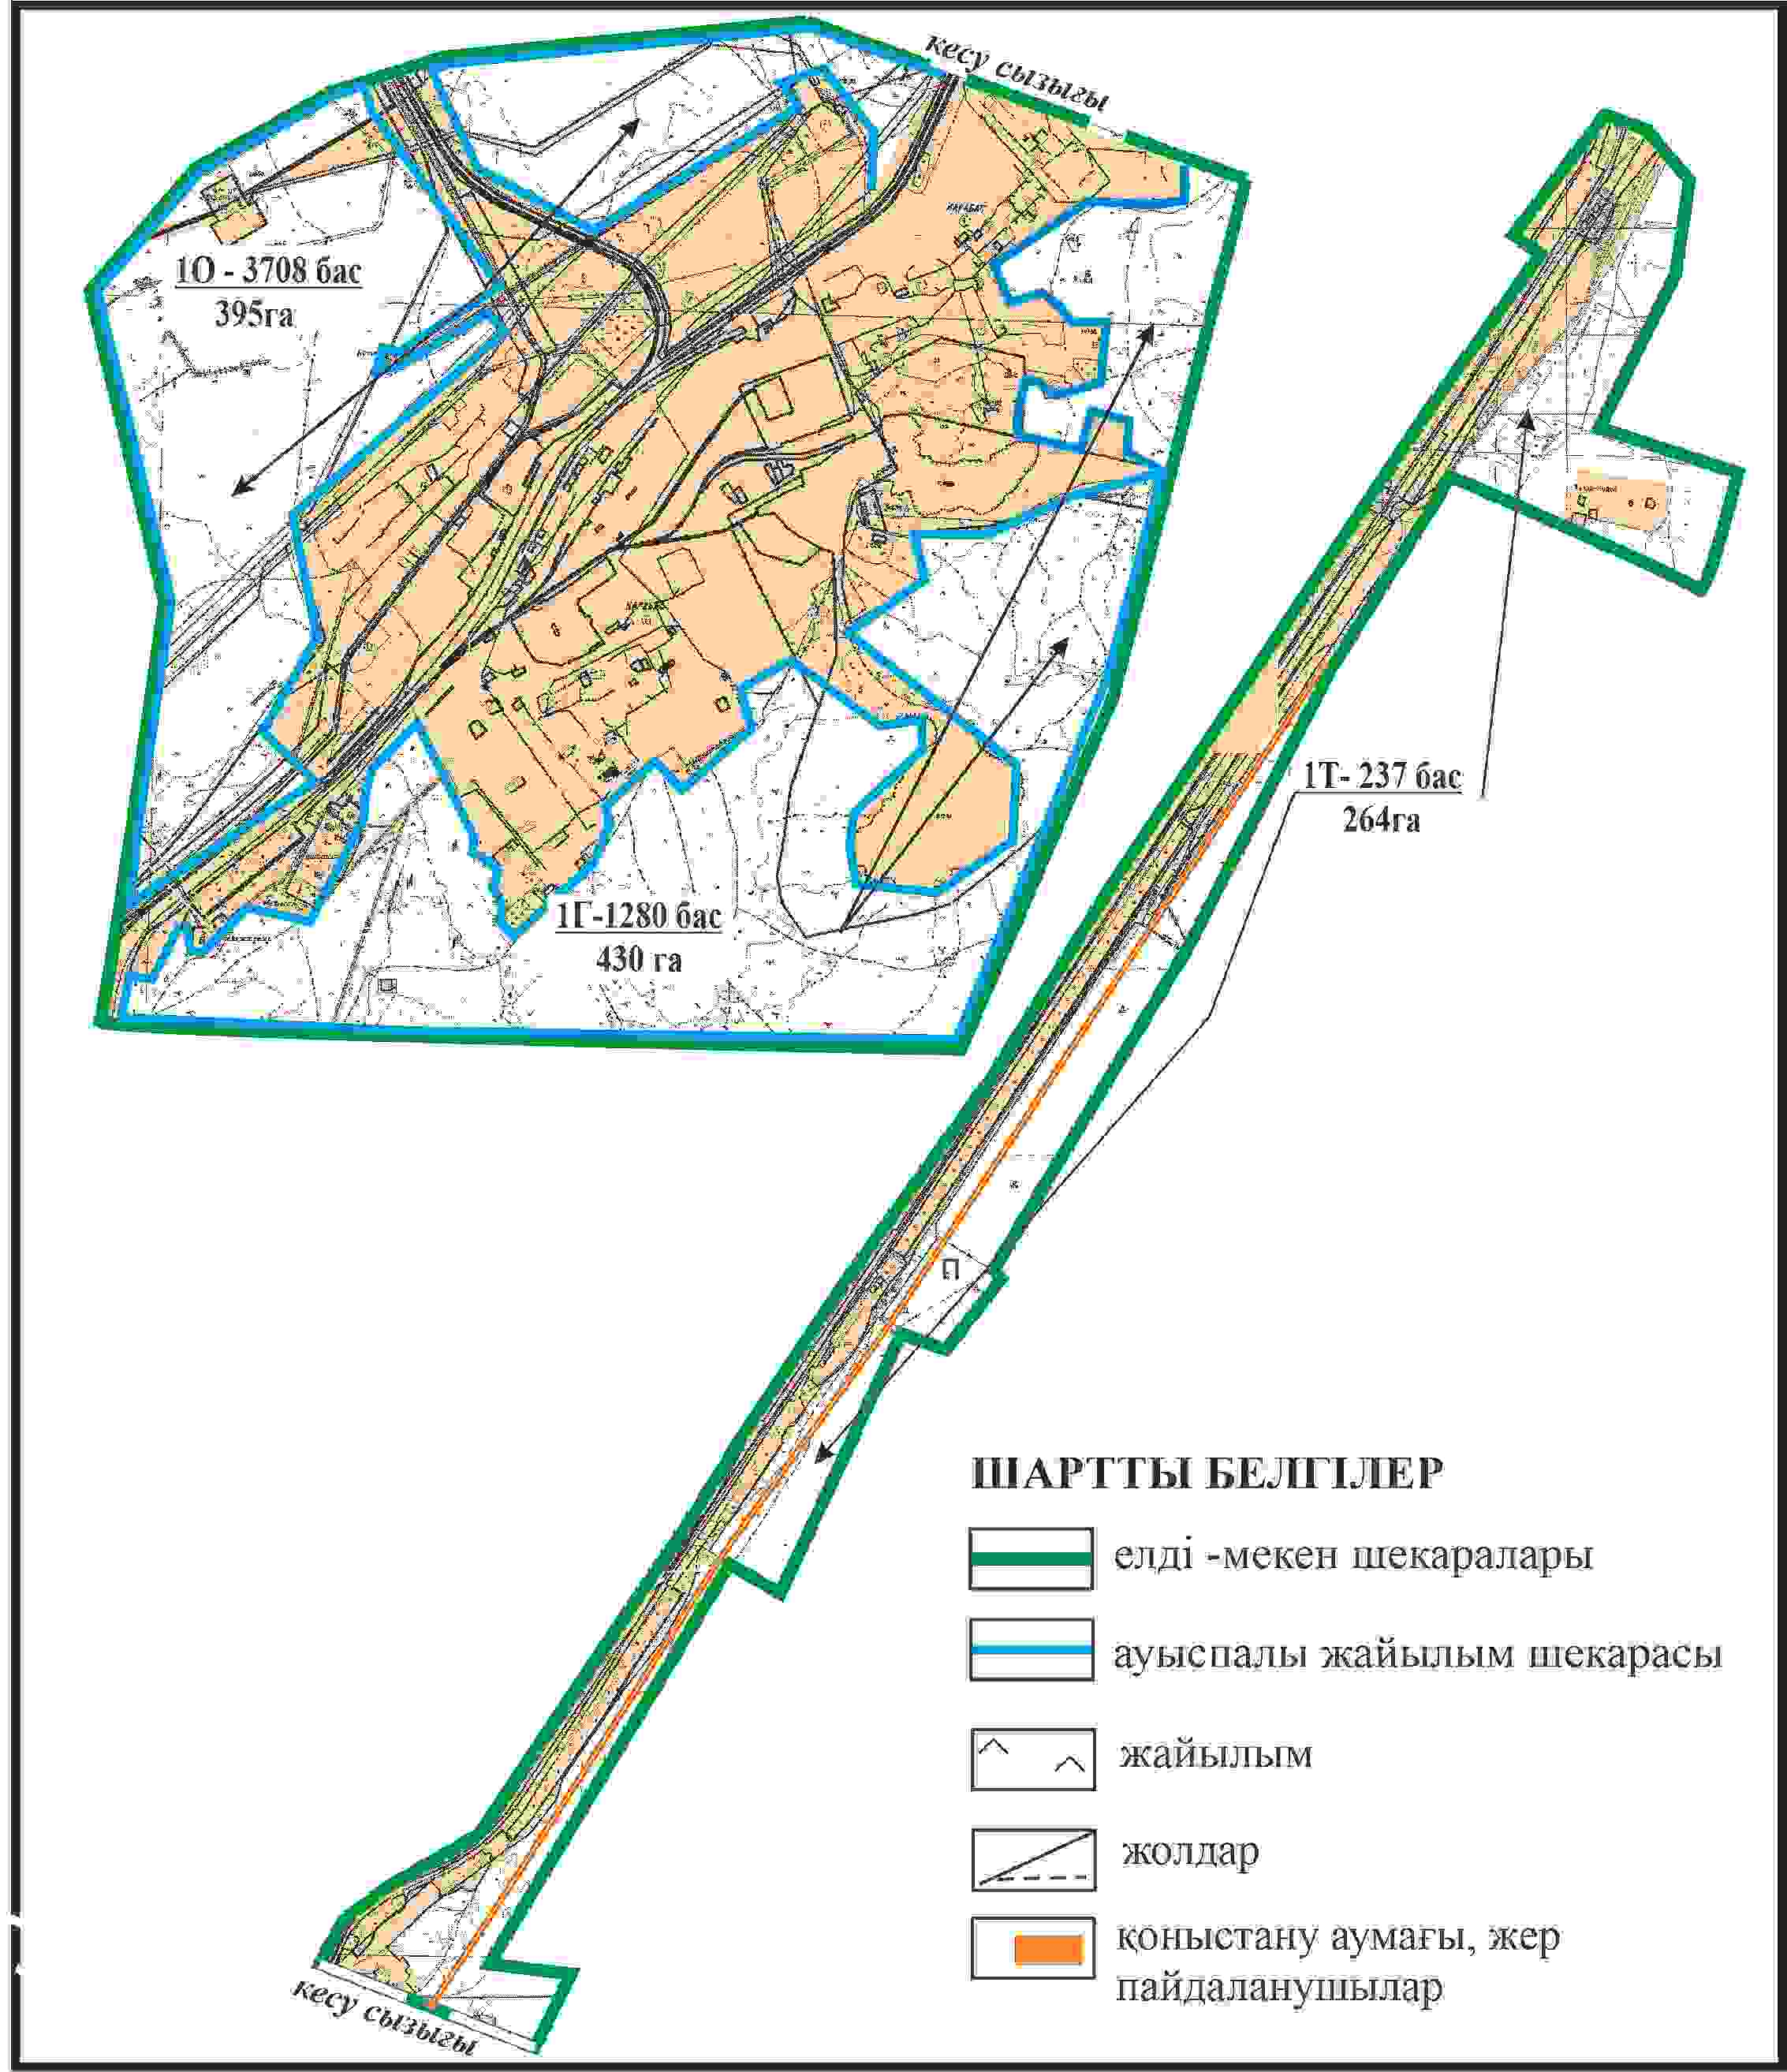 кесу сызығы
КАРАБАС
1О - 3708 бас
395га
1Т- 237 бас
264га
1Г-1280 бас
430 га
П
ШАРТТЫ БЕЛГІЛЕР
елді -мекен шекаралары
ауыспалы жайылым шекарасы
жайылым
жолдар
қоныстану аумағы, жер
пайдаланушылар
кесу сызығы